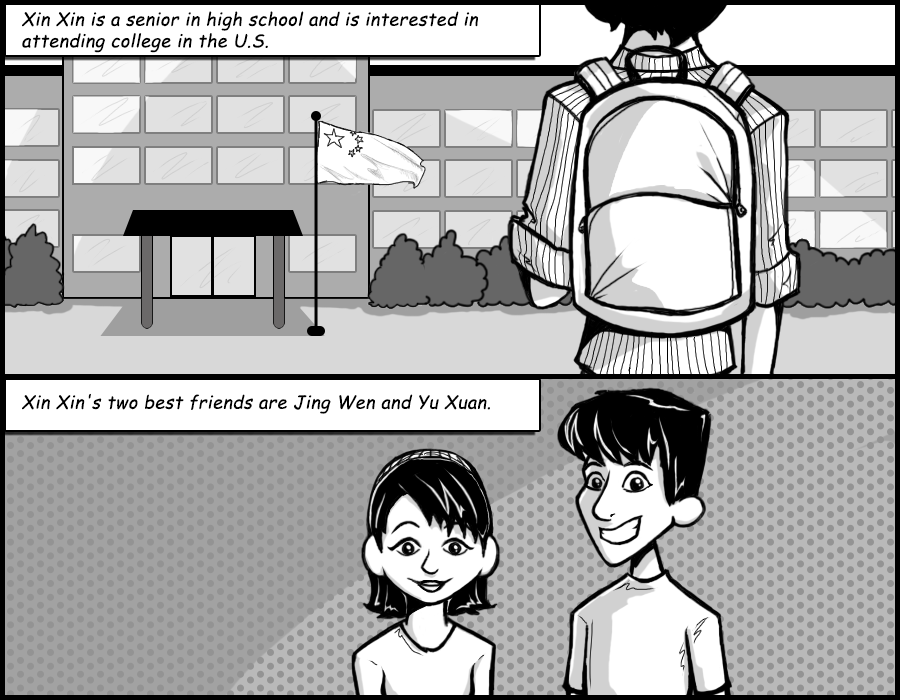 Xin Xin is a senior in high school and is interested in
attending college in the U.S.
Xin Xin's two best friends are Jing Wen and Yu Xuan.